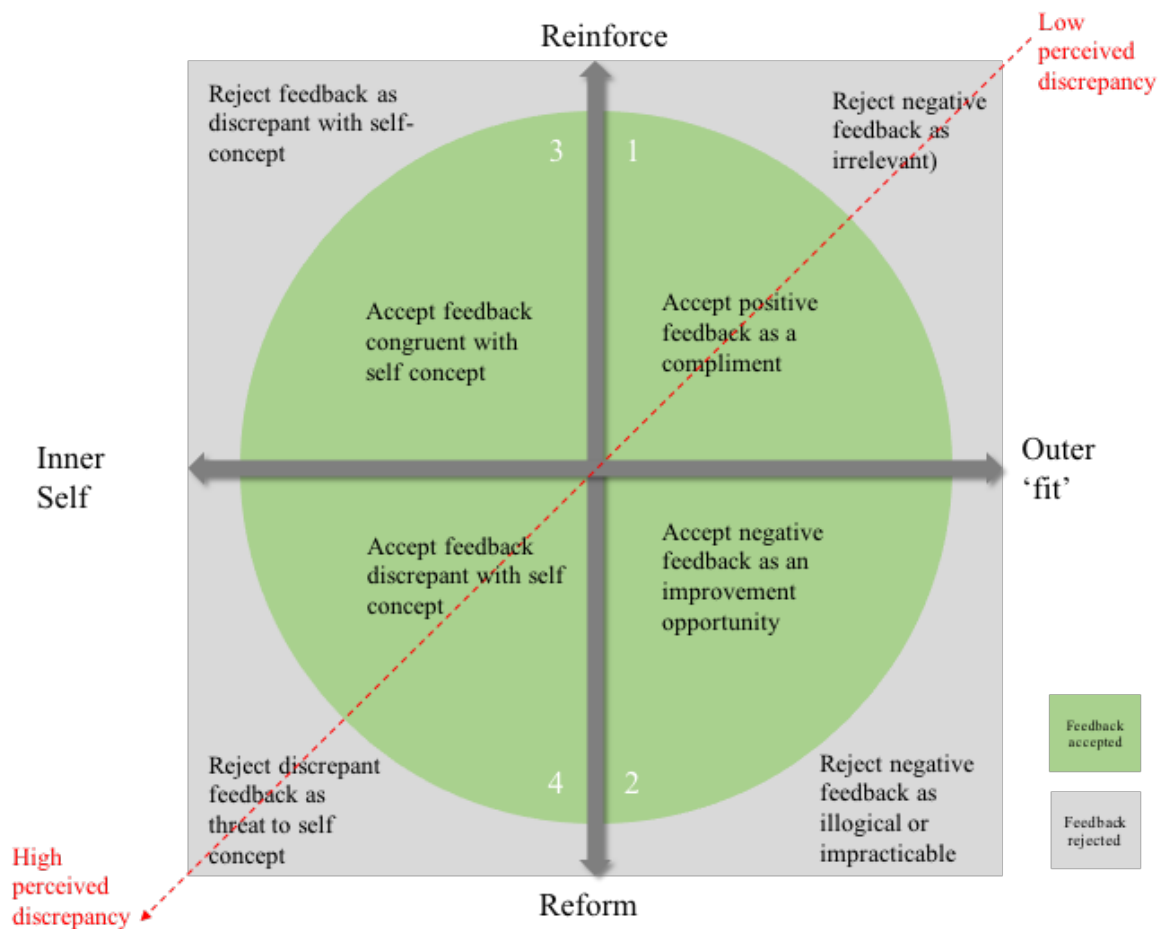 Reinforce
Low
perceived
discrepancy
Reject feedback as
discrepant with self-
concept
Reject negative
feedback as
irrelevant)
3
1
Accept feedback
congruent with
self concept
Accept positive
feedback as a
compliment
Inner
Self
Outer
‘fit’
Accept feedback
discrepant with self
concept
Accept negative
feedback as an
improvement
opportunity
4
2
Reject discrepant
feedback as
threat to self
concept
Reject negative
feedback as
illogical or
impracticable
Feedback
accepted
Feedback
rejected
High
perceived
discrepancy
Reform